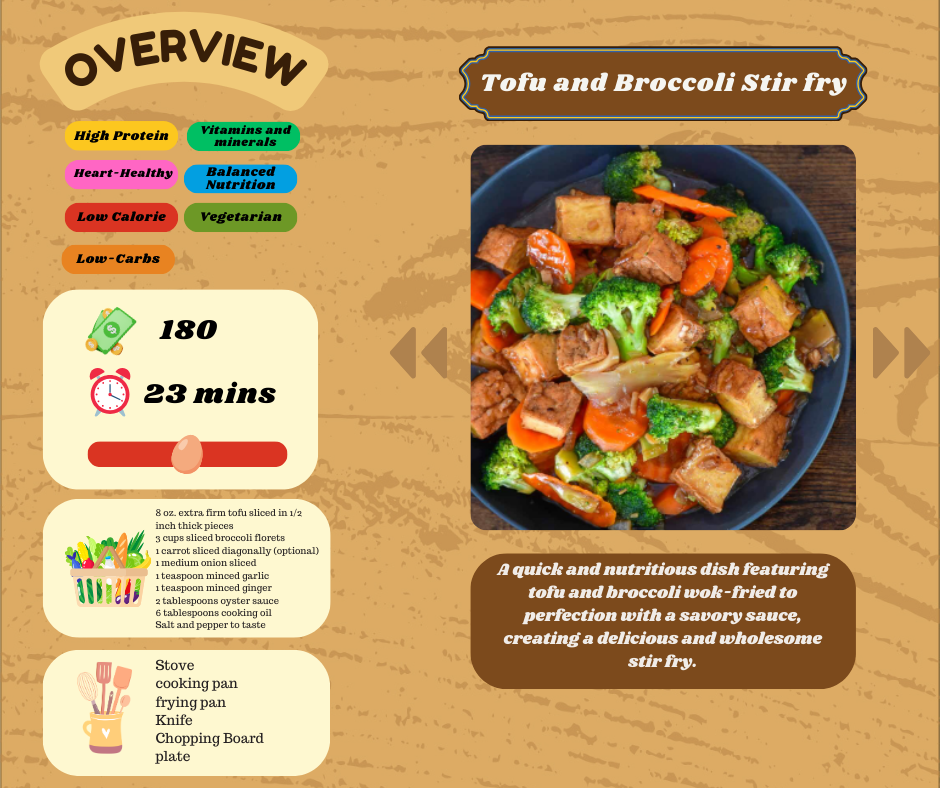 OVERVIEW
High Protein
Vitamins and
minerals
Heart-Healthy
Balanced
Nutrition
Low Calorie
Vegetarian
Low-Carbs
180
23 mins
8 oz. extra firm tofu sliced in 1/2
inch thick pieces
3 cups sliced broccoli florets
1 carrot sliced diagonally (optional)
1 medium onion sliced
1 teaspoon minced garlic
1 teaspoon minced ginger
2 tablespoons oyster sauce
6 tablespoons cooking oil
Salt and pepper to taste
Stove
cooking pan
frying pan
Knife
Chopping Board
plate
Tofu and Broccoli Stir fry
A quick and nutritious dish featuring
tofu and broccoli wok-fried to
perfection with a savory sauce,
creating a delicious and wholesome
stir fry.